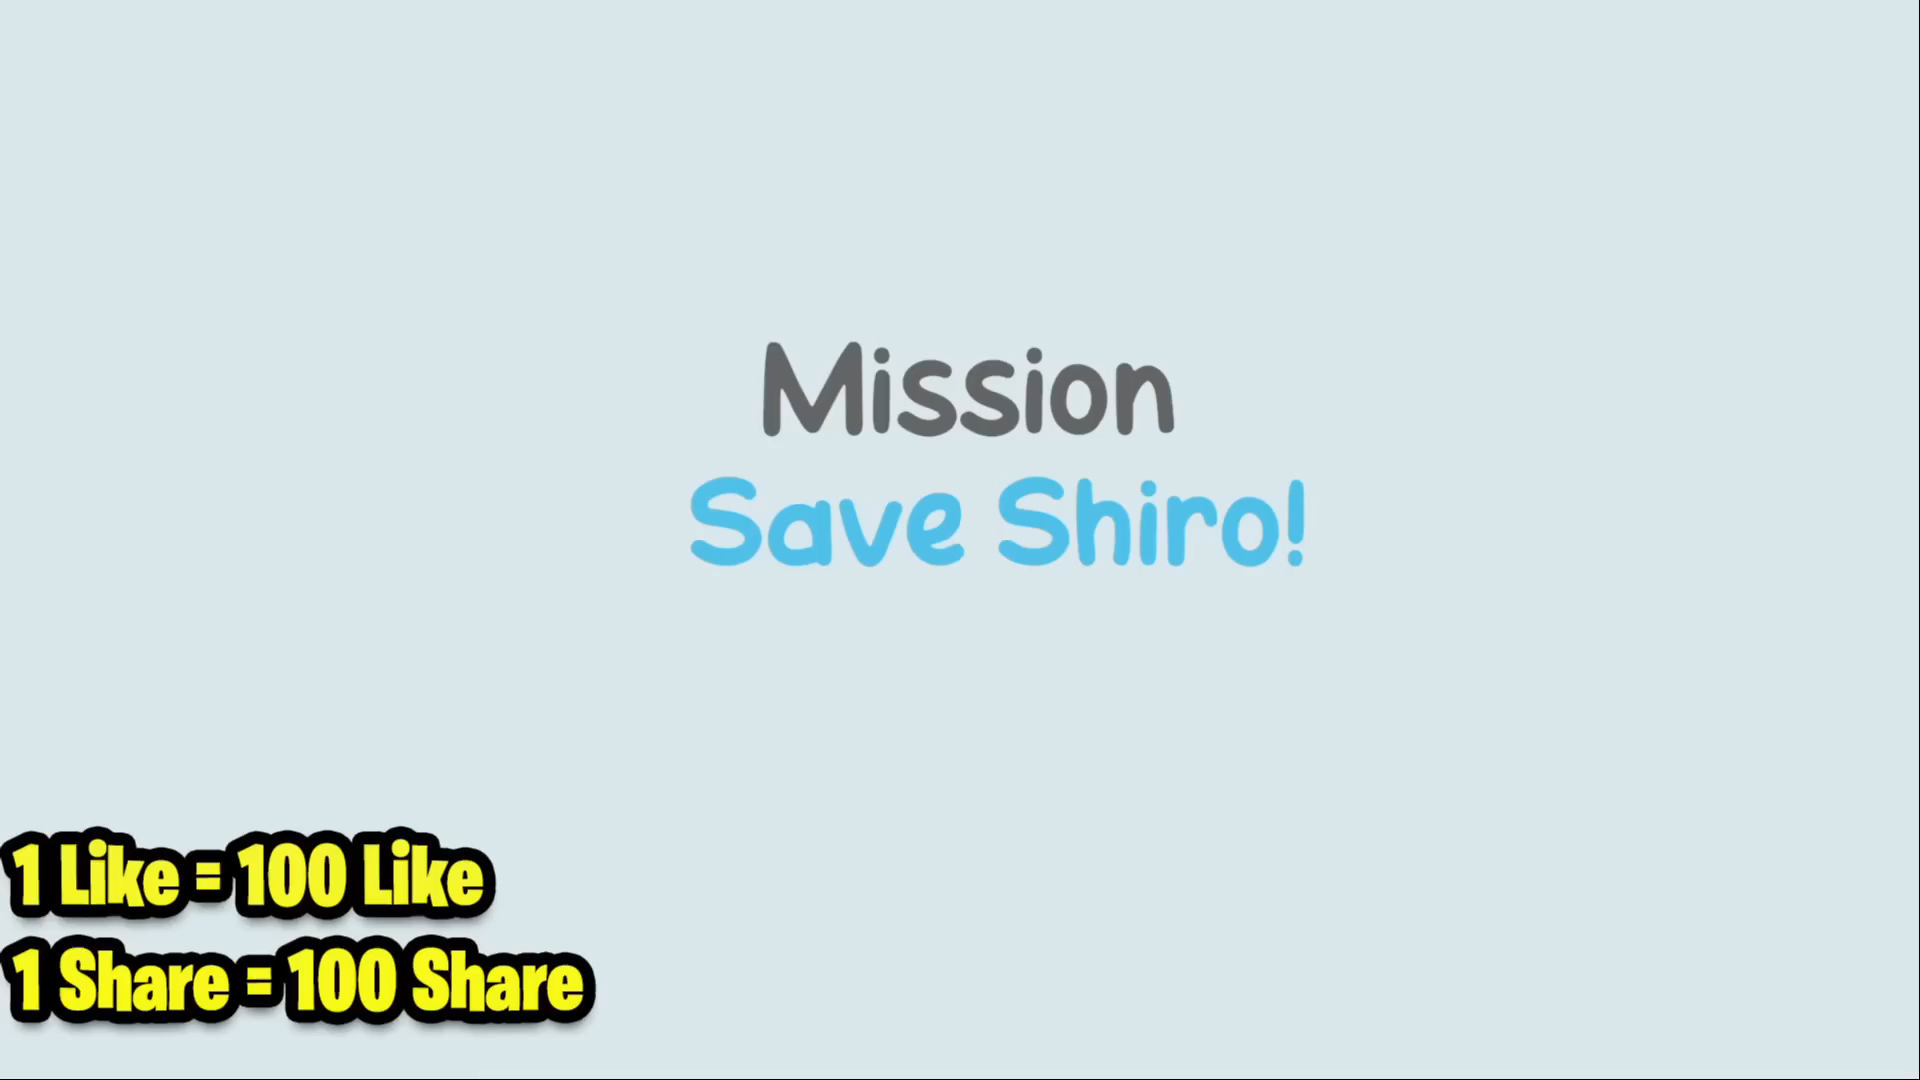 Mission
Save Shiro!
1 Like = 100 Like
1 Share = 100 Share